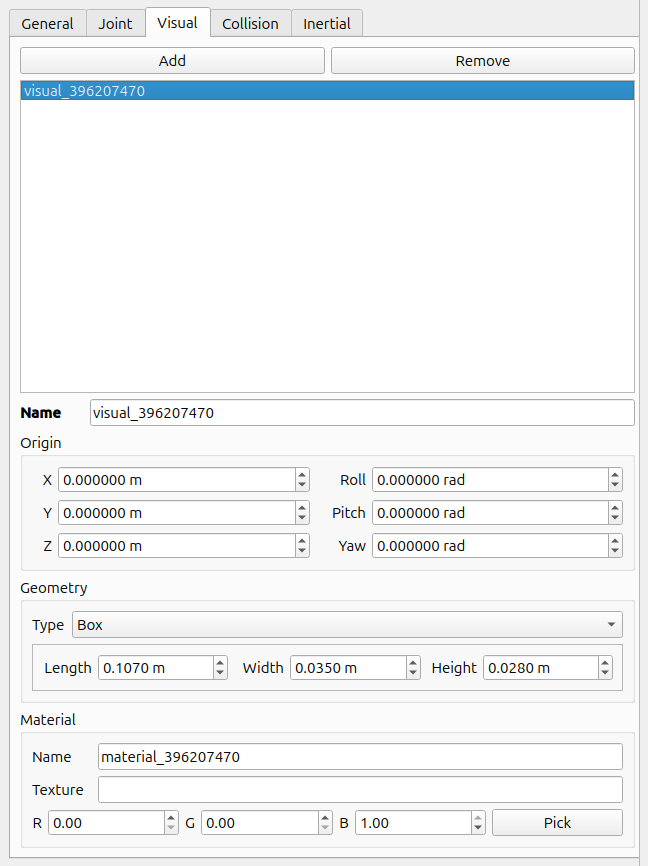 General Joint Visual Collision Inertial
Add Remove
visual_396207470
Name visual_396207470
Origin
X 0.000000 m Roll 0.000000 rad
Y 0.000000 m Pitch 0.000000 rad
Z 0.000000 m Yaw 0.000000 rad
Geometry
Type Box
Length 0.1070 m Width 0.0350 m Height 0.0280 m
Material
Name material_396207470
Texture
R 0.00 G 0.00 B 1.00 Pick